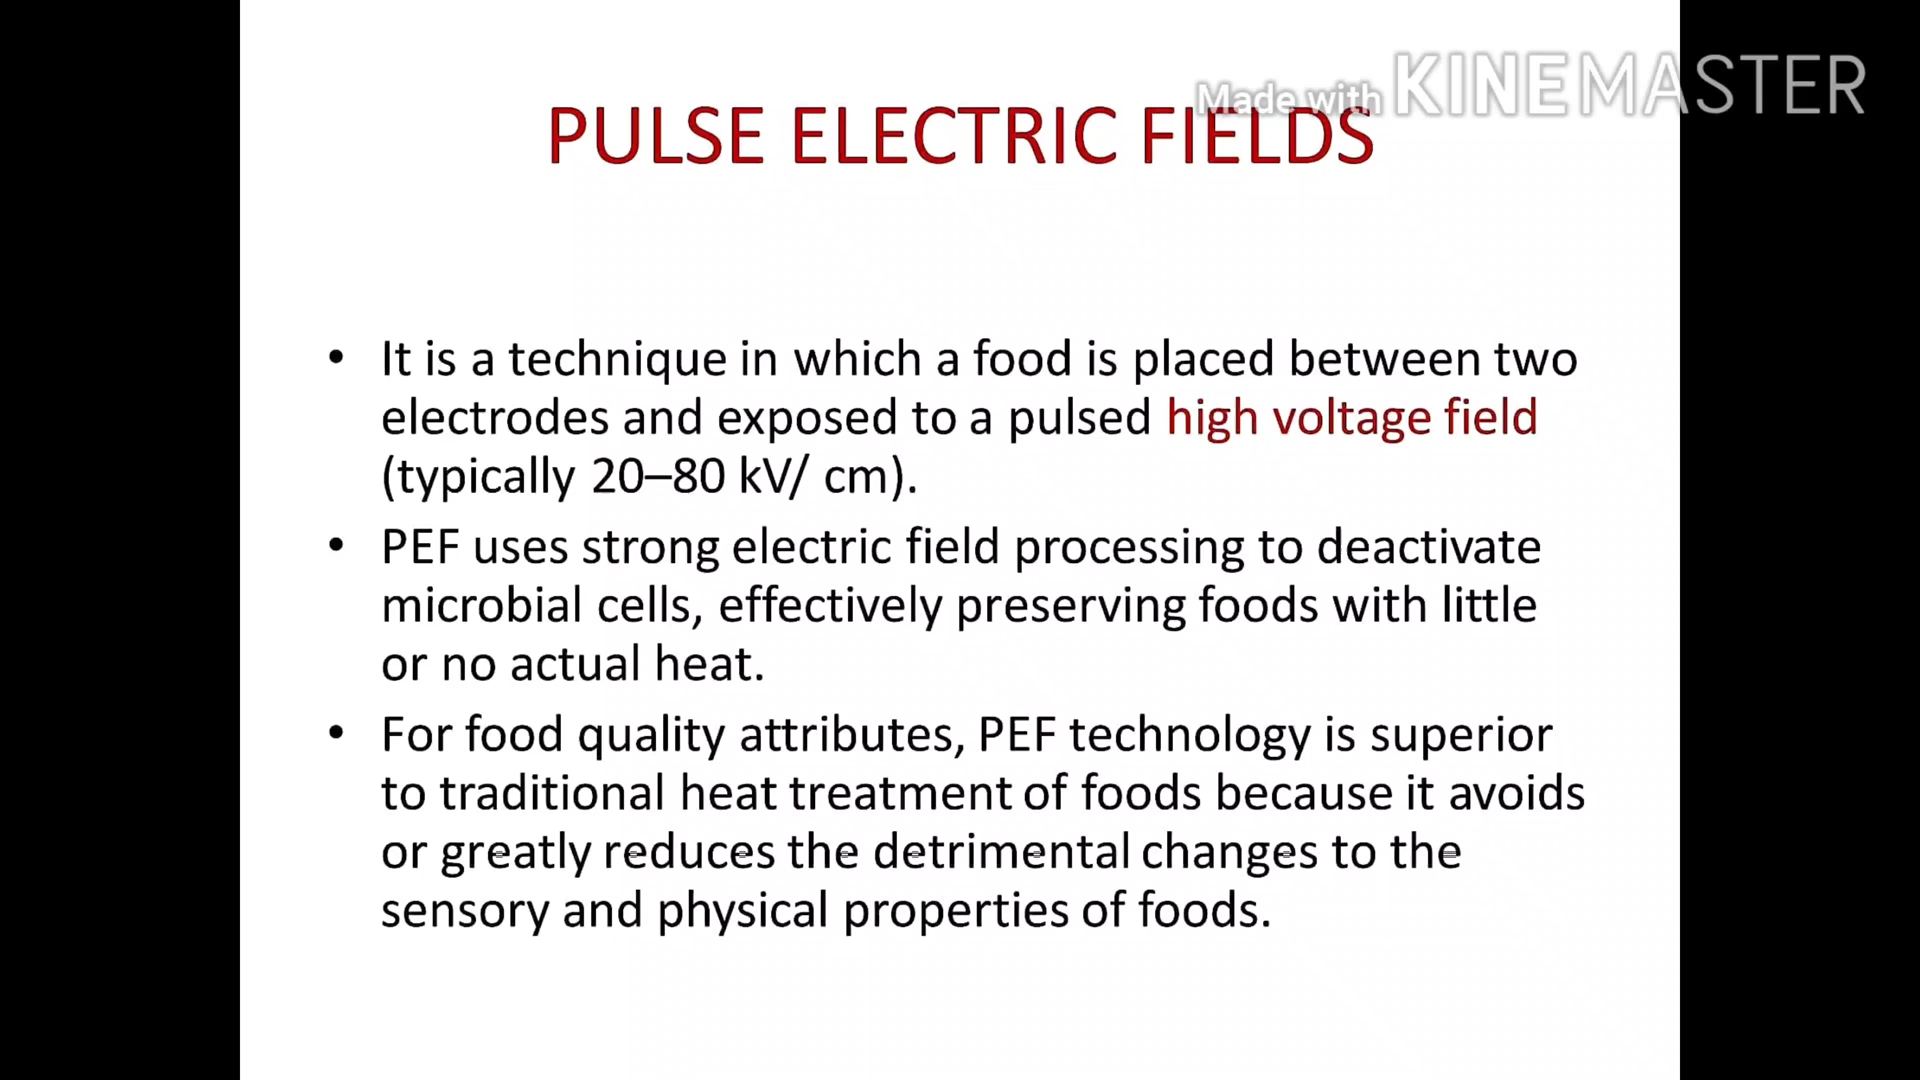 Made with KINEMASTER
PULSE ELECTRIC FIELDS
• It is a technique in which a food is placed between two
electrodes and exposed to a pulsed high voltage field
(typically 20–80 kV/ cm).
• PEF uses strong electric field processing to deactivate
microbial cells, effectively preserving foods with little
or no actual heat.
• For food quality attributes, PEF technology is superior
to traditional heat treatment of foods because it avoids
or greatly reduces the detrimental changes to the
sensory and physical properties of foods.